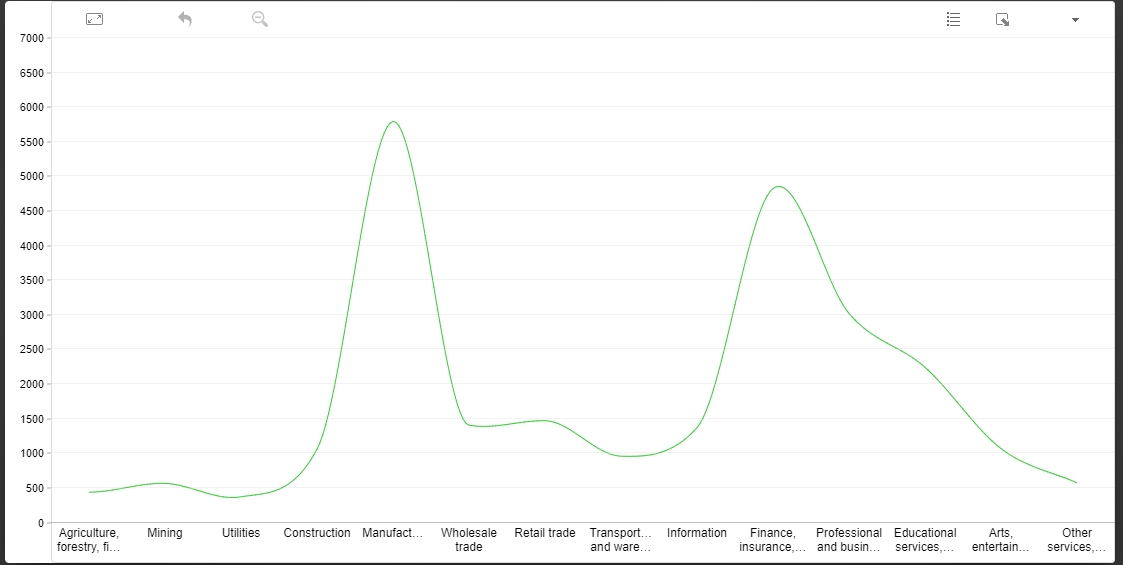 7000
6500
6000
5500
5000
4500
4000
3500
3000
2500
2000
1500
1000
500
0
Agriculture,
forestry, fi...
Mining
Utilities
Construction
Manufact...
Wholesale
trade
Retail trade
Transport...
and ware...
Information
Finance,
insurance,...
Professional
and busin...
Educational
services,...
Arts,
entertain...
Other
services,...